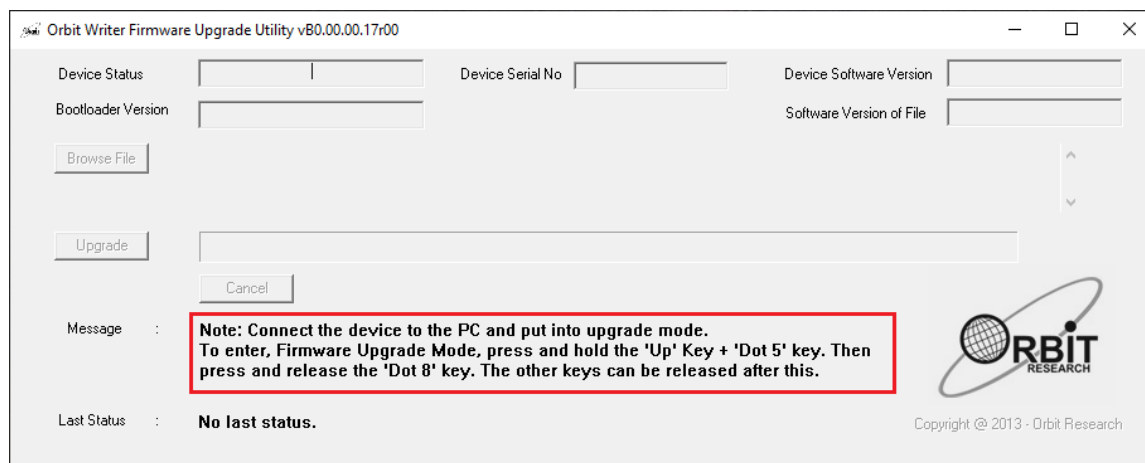 Orbit Writer Firmware Upgrade Utility vB0.00.00.17r00
Device Status
Device Serial No
Device Software Version
Bootloader Version
Software Version of File
Browse File
Upgrade
Cancel
Message :
Note: Connect the device to the PC and put into upgrade mode.
To enter, Firmware Upgrade Mode, press and hold the 'Up' Key + 'Dot 5' key. Then
press and release the 'Dot 8' key. The other keys can be released after this.
ORBIT
RESEARCH
Last Status :
No last status.
Copyright @ 2013 - Orbit Research